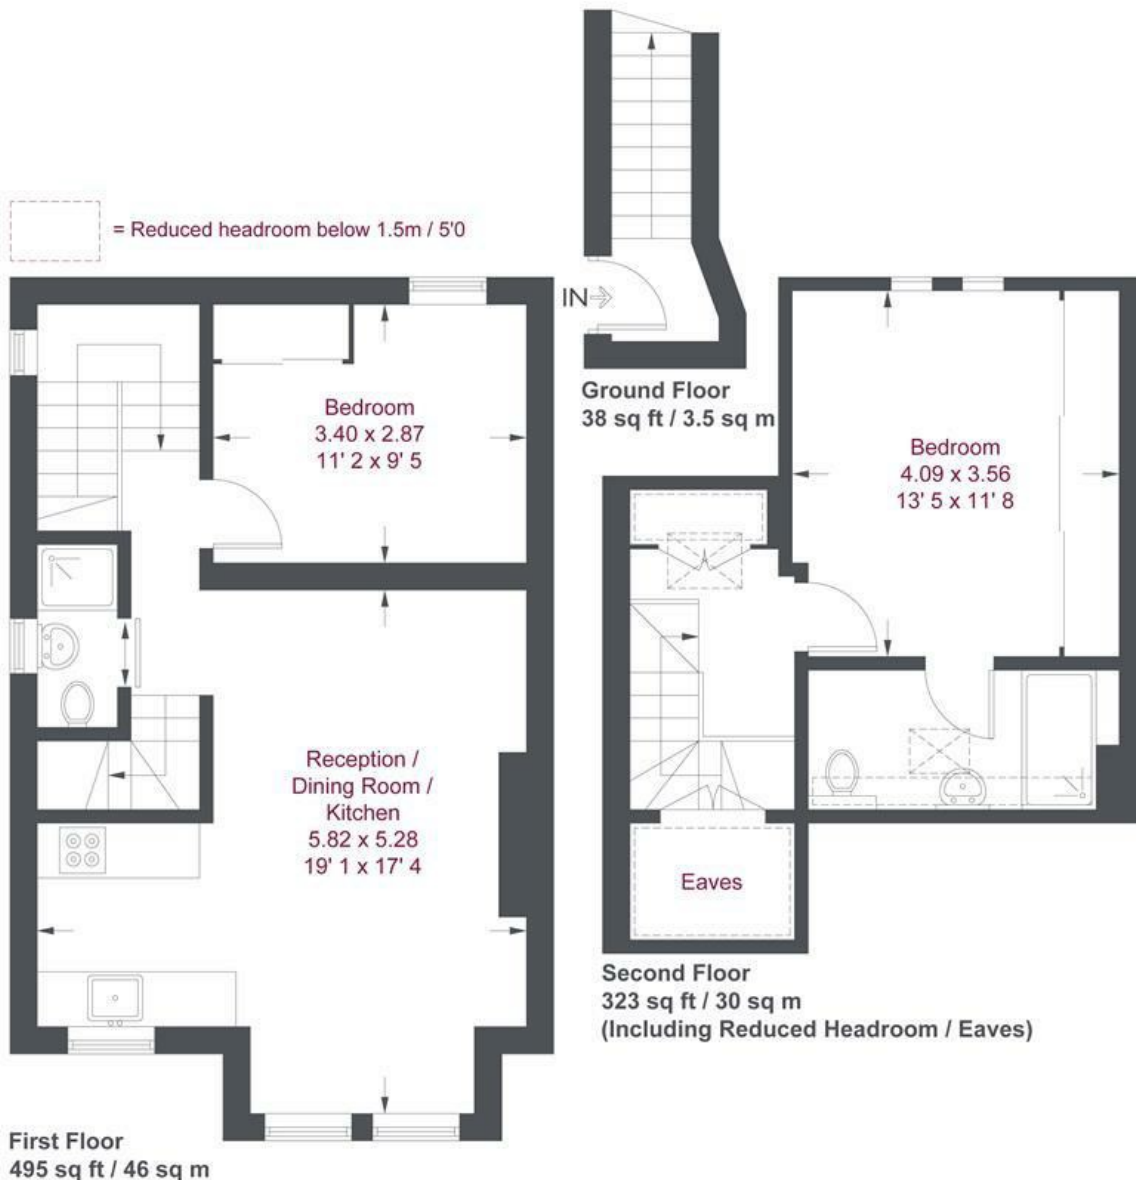 = Reduced headroom below 1.5m / 5'0
IN
Ground Floor
38 sq ft / 3.5 sq m
Bedroom
3.40 x 2.87
11' 2 x 9' 5
Bedroom
4.09 x 3.56
13' 5 x 11' 8
Reception /
Dining Room /
Kitchen
5.82 x 5.28
19' 1 x 17' 4
Eaves
Second Floor
323 sq ft / 30 sq m
(Including Reduced Headroom / Eaves)
First Floor
495 sq ft / 46 sq m